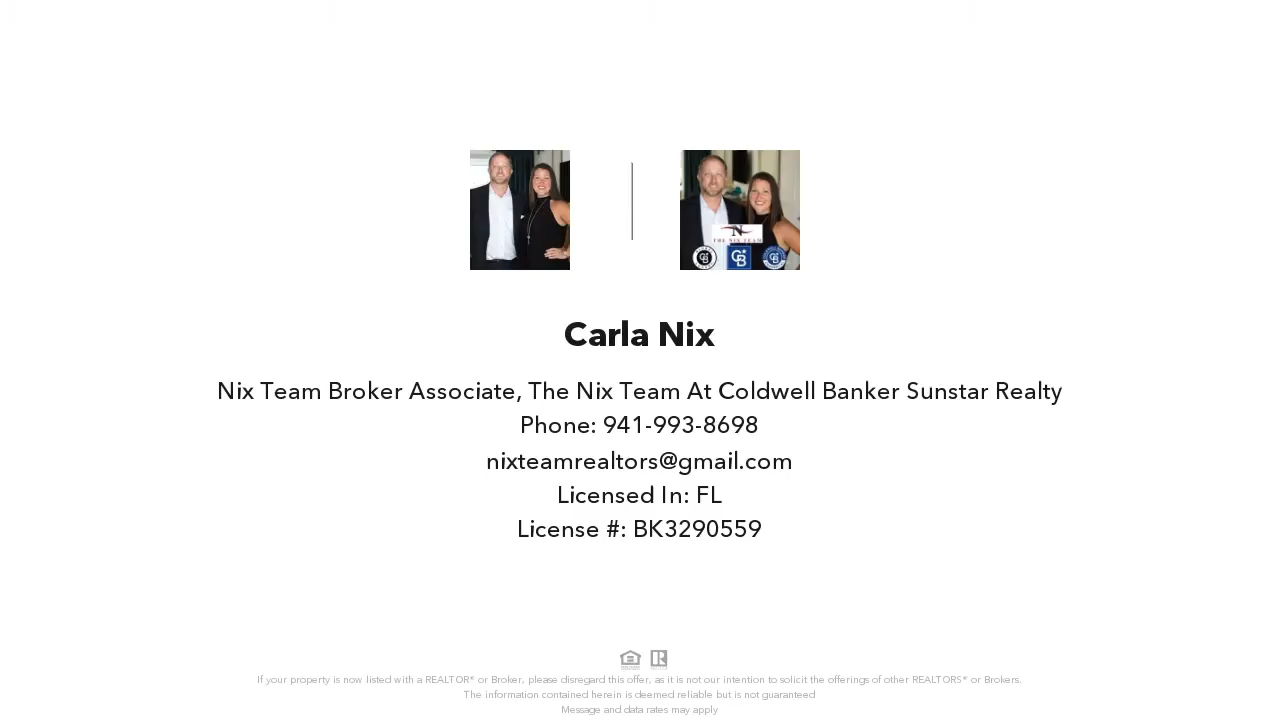 N
THE NIX TEAM
Carla Nix
Nix Team Broker Associate, The Nix Team At Coldwell Banker Sunstar Realty
Phone: 941-993-8698
nixteamrealtors@gmail.com
Licensed In: FL
License #: BK3290559
If your property is now listed with a REALTOR® or Broker, please disregard this offer, as it is not our intention to solicit the offerings of other REALTORS® or Brokers.
The information contained herein is deemed reliable but is not guaranteed
Message and data rates may apply